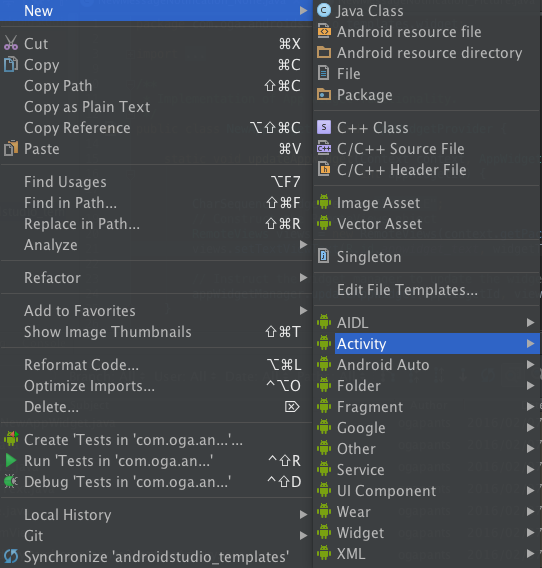 New
Cut ⌘X
Copy ⌘C
Copy Path ⇧⌘C
Copy as Plain Text
Copy Reference ⌥⇧⌘C
Paste ⌘V
Find Usages ⌥F7
Find in Path... ⇧⌘F
Replace in Path... ⇧⌘R
Analyze
Refactor
Add to Favorites
Show Image Thumbnails ⇧⌘T
Reformat Code... ⌥⌘L
Optimize Imports... ^⌥O
Delete... ⌦
Create 'Tests in 'com.oga.an...'...
Run 'Tests in 'com.oga.an...' ^⇧R
Debug 'Tests in 'com.oga.an...' ^⇧D
Local History
Git
Synchronize 'androidstudio_templates'
Java Class
Android resource file
Android resource directory
File
Package
C++ Class
C/C++ Source File
C/C++ Header File
Image Asset
Vector Asset
Singleton
Edit File Templates...
AIDL
Activity
Android Auto
Folder
Fragment
Google
Other
Service
UI Component
Wear
Widget
XML